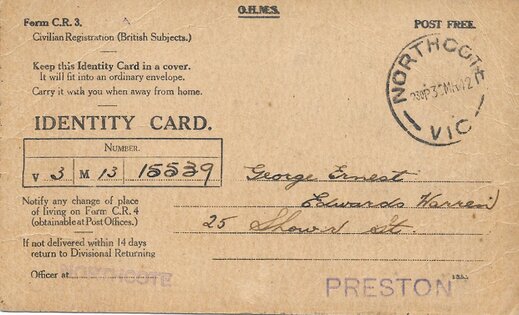 O.H.M.S.
Form C.R. 3.
POST FREE.
Civilian Registration (British Subjects.)
Keep this Identity Card in a cover.
It will fit into an ordinary envelope.
Carry it with you when away from home.
NORTHCOTE
VIC
IDENTITY CARD.
NUMBER.
V 3 M 13 15539
George Ernest
Edwards Warren
25 St.
Notify any change of place
of living on Form C.R. 4
(obtainable at Post Offices.)
If not delivered within 14 days
return to Divisional Returning
Officer at NORTHCOTE
PRESTON